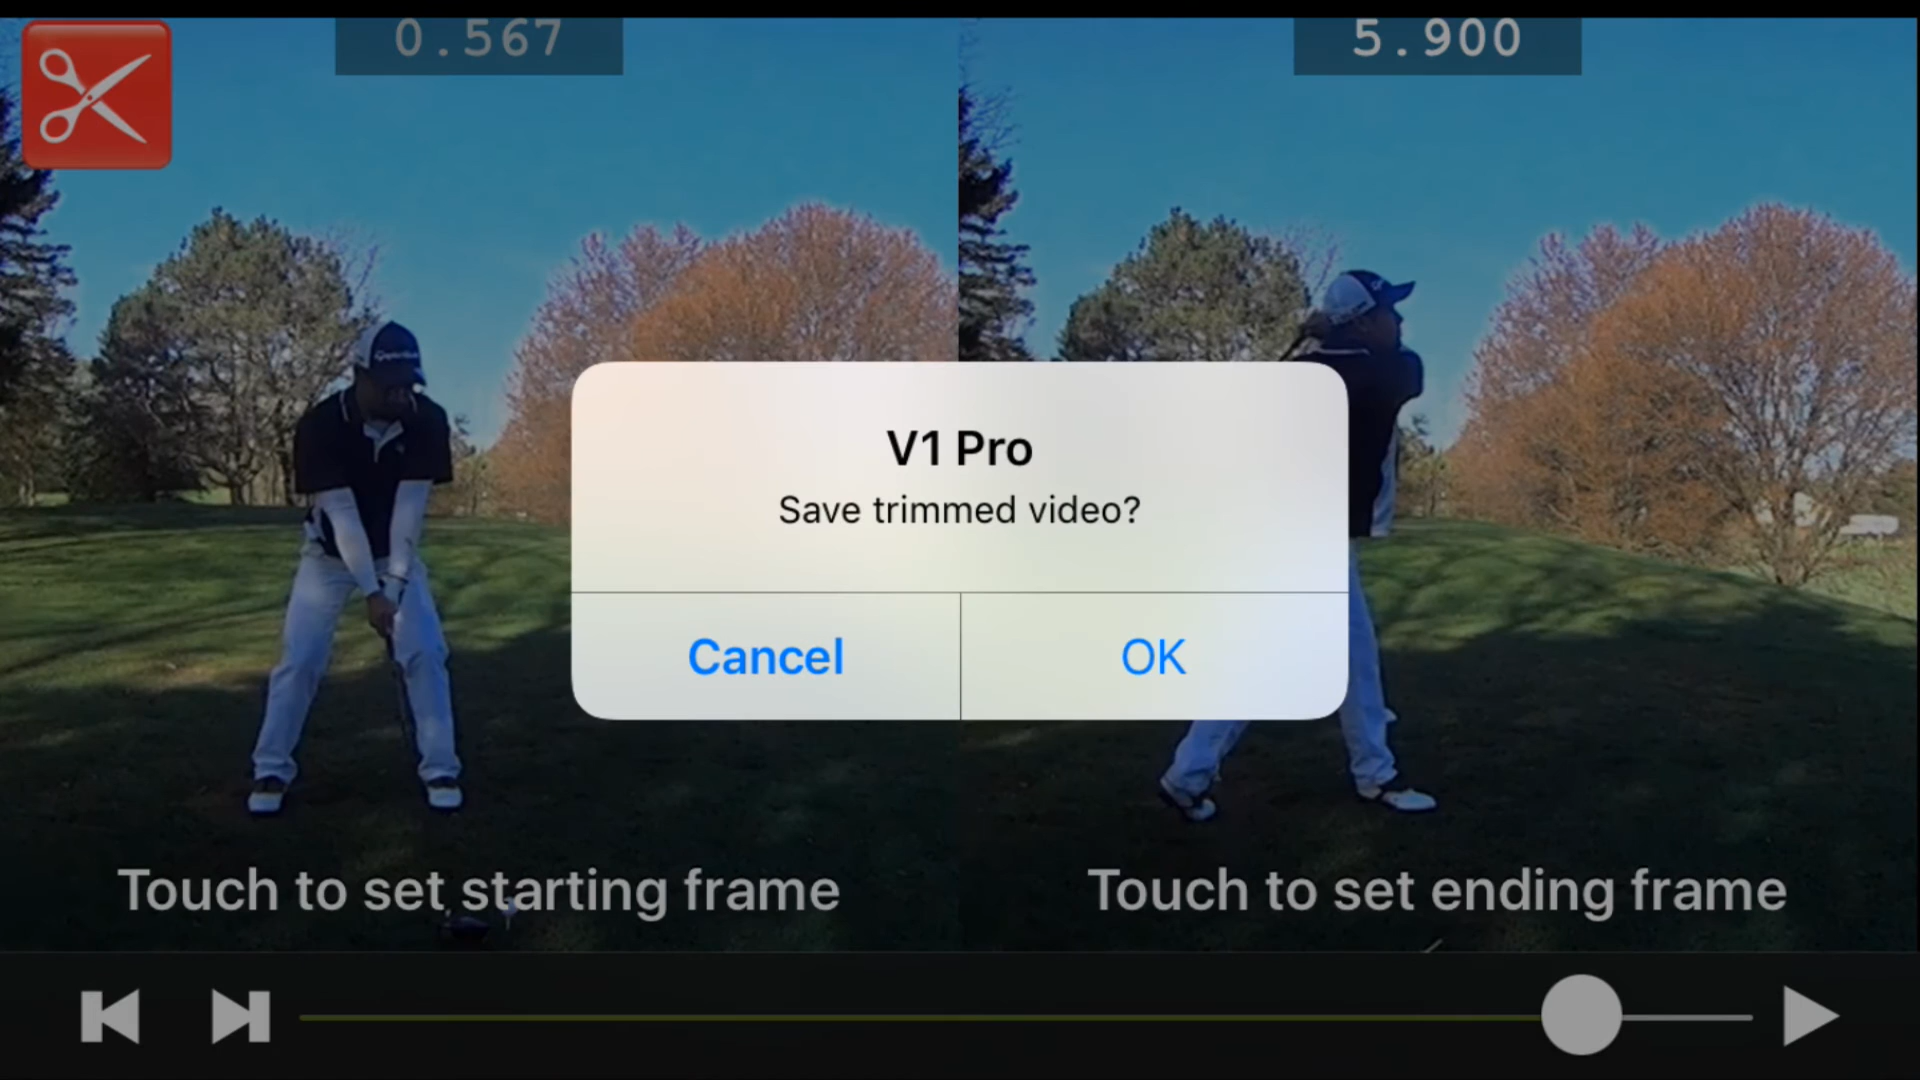 0.567
5.900
V1 Pro
Save trimmed video?
Cancel
OK
Touch to set starting frame
Touch to set ending frame